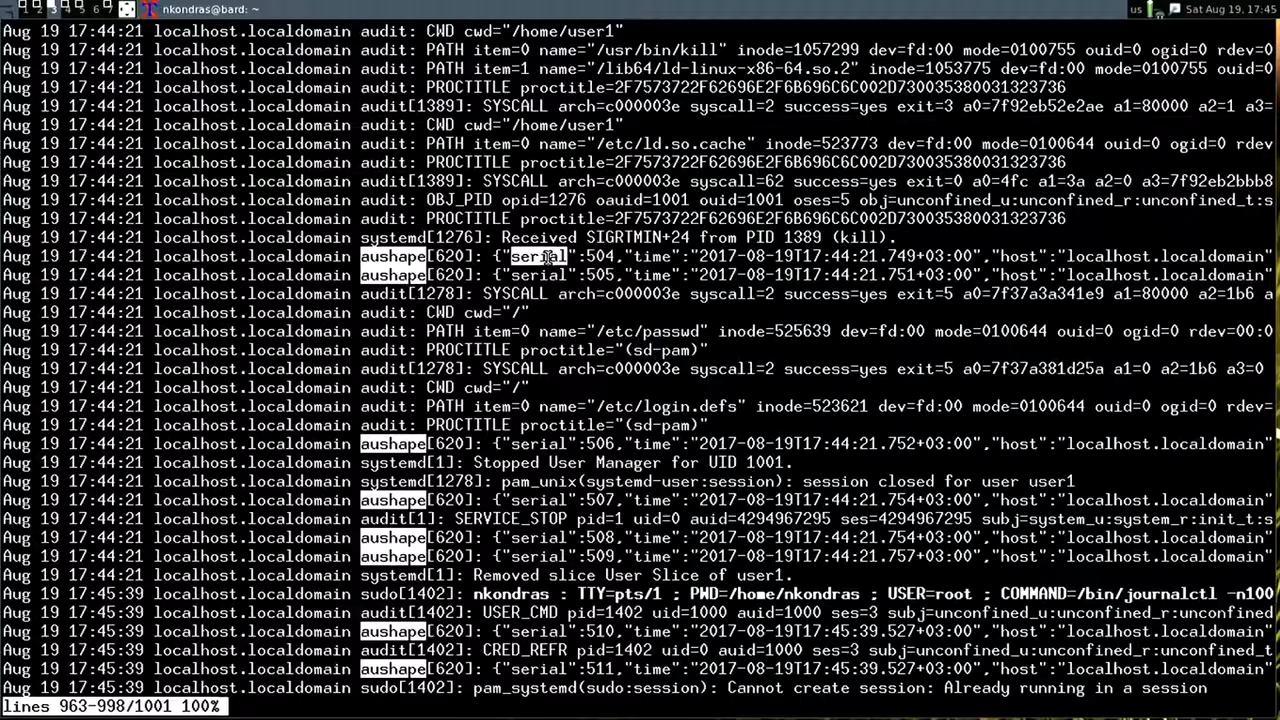 1 2 3 4 5 6 7 nkondras@bard: ~ us Sat Aug 19, 17:45
Aug 19 17:44:21 localhost.localdomain audit: CWD cwd="/home/user1"
Aug 19 17:44:21 localhost.localdomain audit: PATH item=0 name="/usr/bin/kill" inode=1057299 dev=fd:00 mode=0100755 ouid=0 ogid=0 rdev=0
Aug 19 17:44:21 localhost.localdomain audit: PATH item=1 name="/lib64/ld-linux-x86-64.so.2" inode=1053775 dev=fd:00 mode=0100755 ouid=0
Aug 19 17:44:21 localhost.localdomain audit: PROCTITLE proctitle=2F7573722F62696E2F6B696C6C002D730035380031323736
Aug 19 17:44:21 localhost.localdomain audit[1389]: SYSCALL arch=c000003e syscall=2 success=yes exit=3 a0=7f92eb52e2ae a1=80000 a2=1 a3=
Aug 19 17:44:21 localhost.localdomain audit: CWD cwd="/home/user1"
Aug 19 17:44:21 localhost.localdomain audit: PATH item=0 name="/etc/ld.so.cache" inode=523773 dev=fd:00 mode=0100644 ouid=0 ogid=0 rdev
Aug 19 17:44:21 localhost.localdomain audit: PROCTITLE proctitle=2F7573722F62696E2F6B696C6C002D730035380031323736
Aug 19 17:44:21 localhost.localdomain audit[1389]: SYSCALL arch=c000003e syscall=62 success=yes exit=0 a0=4fc a1=3a a2=0 a3=7f92eb2bbb8
Aug 19 17:44:21 localhost.localdomain audit: OBJ_PID opid=1276 oauid=1001 ouid=1001 oses=5 obj=unconfined_u:unconfined_r:unconfined_t:s
Aug 19 17:44:21 localhost.localdomain audit: PROCTITLE proctitle=2F7573722F62696E2F6B696C6C002D730035380031323736
Aug 19 17:44:21 localhost.localdomain systemd[1276]: Received SIGRTMIN+24 from PID 1389 (kill).
Aug 19 17:44:21 localhost.localdomain aushape[620]: {"serial":504,"time":"2017-08-19T17:44:21.749+03:00","host":"localhost.localdomain"
Aug 19 17:44:21 localhost.localdomain aushape[620]: {"serial":505,"time":"2017-08-19T17:44:21.751+03:00","host":"localhost.localdomain"
Aug 19 17:44:21 localhost.localdomain audit[1278]: SYSCALL arch=c000003e syscall=2 success=yes exit=5 a0=7f37a3a341e9 a1=80000 a2=1b6 a
Aug 19 17:44:21 localhost.localdomain audit: CWD cwd="/"
Aug 19 17:44:21 localhost.localdomain audit: PATH item=0 name="/etc/passwd" inode=525639 dev=fd:00 mode=0100644 ouid=0 ogid=0 rdev=00:0
Aug 19 17:44:21 localhost.localdomain audit: PROCTITLE proctitle="(sd-pam)"
Aug 19 17:44:21 localhost.localdomain audit[1278]: SYSCALL arch=c000003e syscall=2 success=yes exit=5 a0=7f37a381d25a a1=0 a2=1b6 a3=0
Aug 19 17:44:21 localhost.localdomain audit: CWD cwd="/"
Aug 19 17:44:21 localhost.localdomain audit: PATH item=0 name="/etc/login.defs" inode=523621 dev=fd:00 mode=0100644 ouid=0 ogid=0 rdev=
Aug 19 17:44:21 localhost.localdomain audit: PROCTITLE proctitle="(sd-pam)"
Aug 19 17:44:21 localhost.localdomain aushape[620]: {"serial":506,"time":"2017-08-19T17:44:21.752+03:00","host":"localhost.localdomain"
Aug 19 17:44:21 localhost.localdomain systemd[1]: Stopped User Manager for UID 1001.
Aug 19 17:44:21 localhost.localdomain systemd[1278]: pam_unix(systemd-user:session): session closed for user user1
Aug 19 17:44:21 localhost.localdomain aushape[620]: {"serial":507,"time":"2017-08-19T17:44:21.754+03:00","host":"localhost.localdomain"
Aug 19 17:44:21 localhost.localdomain audit[1]: SERVICE_STOP pid=1 uid=0 auid=4294967295 ses=4294967295 subj=system_u:system_r:init_t:s
Aug 19 17:44:21 localhost.localdomain aushape[620]: {"serial":508,"time":"2017-08-19T17:44:21.754+03:00","host":"localhost.localdomain"
Aug 19 17:44:21 localhost.localdomain aushape[620]: {"serial":509,"time":"2017-08-19T17:44:21.757+03:00","host":"localhost.localdomain"
Aug 19 17:44:21 localhost.localdomain systemd[1]: Removed slice User Slice of user1.
Aug 19 17:45:39 localhost.localdomain sudo[1402]: nkondras : TTY=pts/1 ; PWD=/home/nkondras ; USER=root ; COMMAND=/bin/journalctl -n100
Aug 19 17:45:39 localhost.localdomain audit[1402]: USER_CMD pid=1402 uid=1000 auid=1000 ses=3 subj=unconfined_u:unconfined_r:unconfined
Aug 19 17:45:39 localhost.localdomain aushape[620]: {"serial":510,"time":"2017-08-19T17:45:39.527+03:00","host":"localhost.localdomain"
Aug 19 17:45:39 localhost.localdomain audit[1402]: CRED_REFR pid=1402 uid=0 auid=1000 ses=3 subj=unconfined_u:unconfined_r:unconfined_t
Aug 19 17:45:39 localhost.localdomain aushape[620]: {"serial":511,"time":"2017-08-19T17:45:39.527+03:00","host":"localhost.localdomain"
Aug 19 17:45:39 localhost.localdomain sudo[1402]: pam_systemd(sudo:session): Cannot create session: Already running in a session
lines 963-998/1001 100%